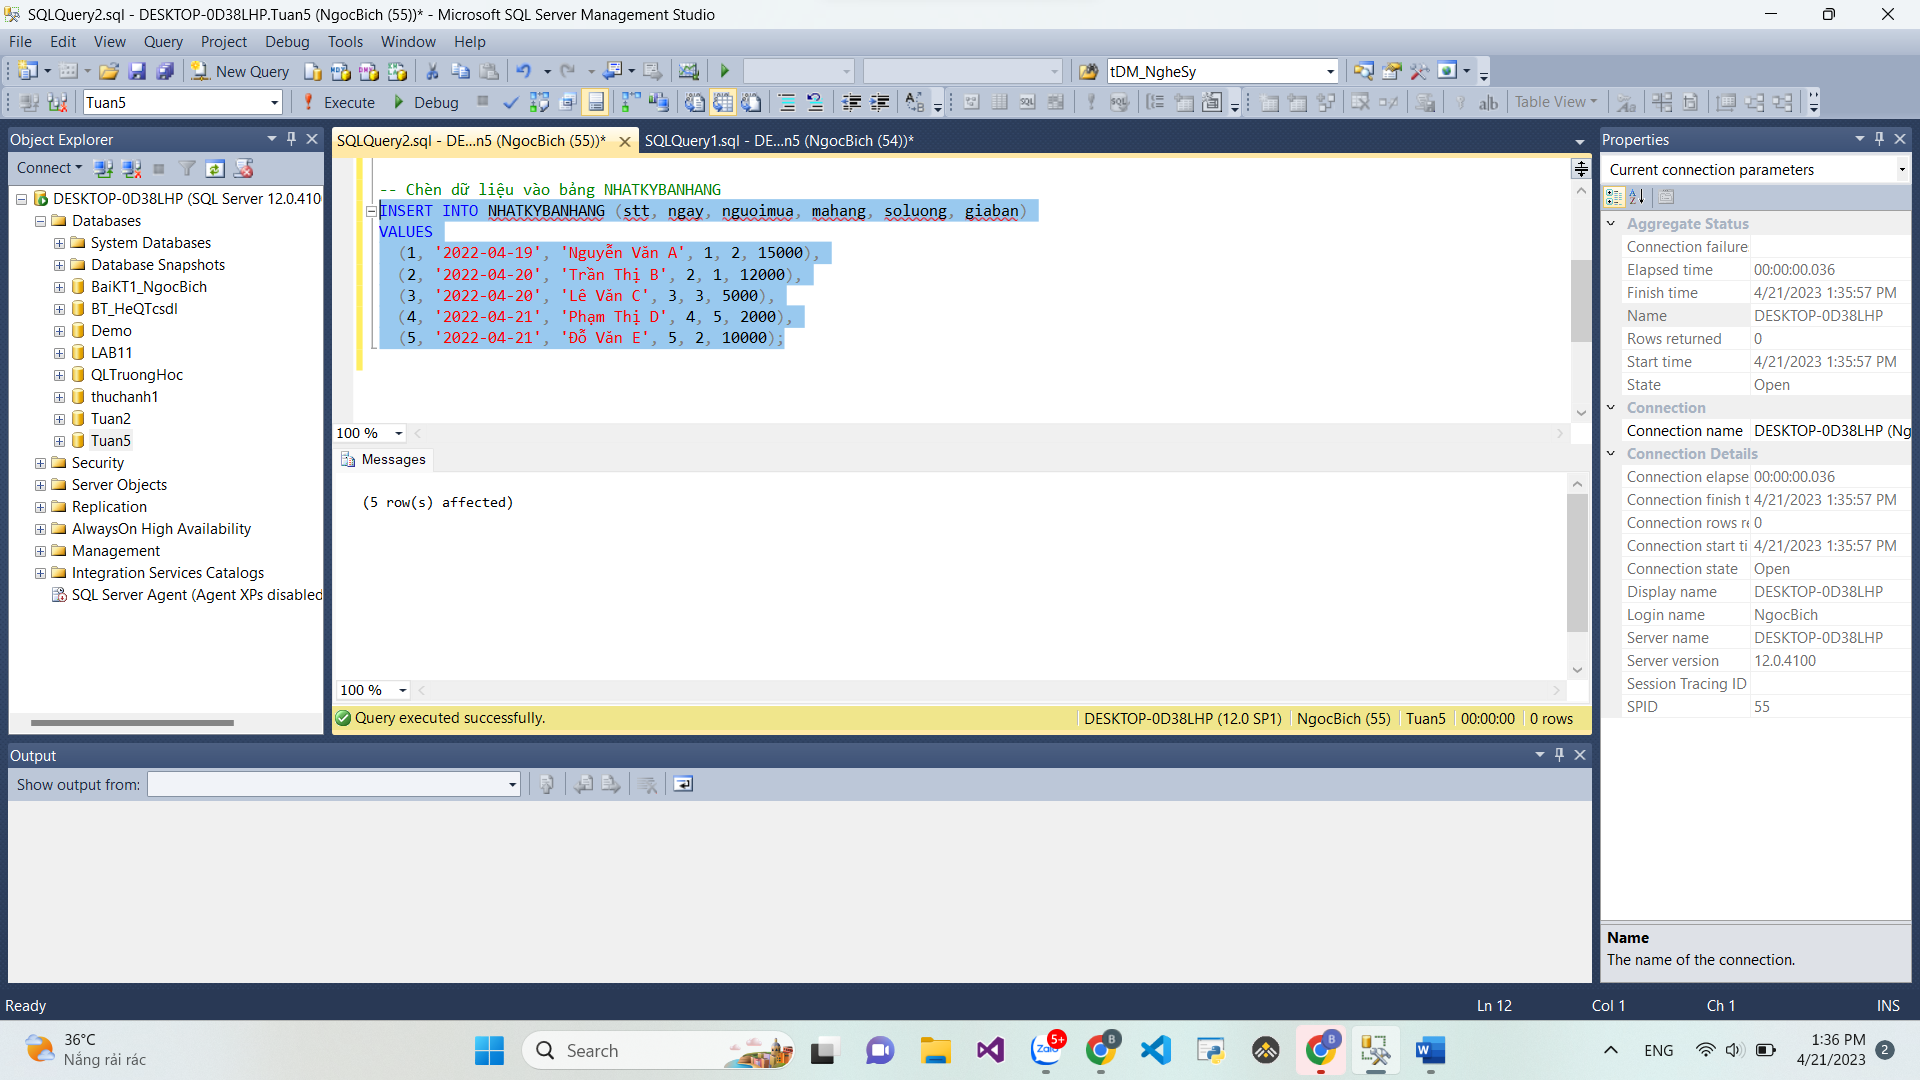 SQLQuery2.sql - DESKTOP-0D38LHP.Tuan5 (NgocBich (55))* - Microsoft SQL Server Management Studio
File Edit View Query Project Debug Tools Window Help
New Query tDM_NgheSy
Tuan5 Execute Debug Table View
Object Explorer
Connect
DESKTOP-0D38LHP (SQL Server 12.0.410
Databases
System Databases
Database Snapshots
BaiKT1_NgocBich
BT_HeQTcsdl
Demo
LAB11
QLTruongHoc
thuchanh1
Tuan2
Tuan5
Security
Server Objects
Replication
AlwaysOn High Availability
Management
Integration Services Catalogs
SQL Server Agent (Agent XPs disabled
SQLQuery2.sql - DE...n5 (NgocBich (55))* SQLQuery1.sql - DE...n5 (NgocBich (54))*
-- Chèn dữ liệu vào bảng NHATKYBANHANG
INSERT INTO NHATKYBANHANG (stt, ngay, nguoimua, mahang, soluong, giaban)
VALUES
(1, '2022-04-19', 'Nguyễn Văn A', 1, 2, 15000),
(2, '2022-04-20', 'Trần Thị B', 2, 1, 12000),
(3, '2022-04-20', 'Lê Văn C', 3, 3, 5000),
(4, '2022-04-21', 'Phạm Thị D', 4, 5, 2000),
(5, '2022-04-21', 'Đỗ Văn E', 5, 2, 10000);
100 %
Messages
(5 row(s) affected)
100 %
Query executed successfully. DESKTOP-0D38LHP (12.0 SP1) NgocBich (55) Tuan5 00:00:00 0 rows
Properties
Current connection parameters
Aggregate Status
Connection failure
Elapsed time 00:00:00.036
Finish time 4/21/2023 1:35:57 PM
Name DESKTOP-0D38LHP
Rows returned 0
Start time 4/21/2023 1:35:57 PM
State Open
Connection
Connection name DESKTOP-0D38LHP (Ng
Connection Details
Connection elapse 00:00:00.036
Connection finish t 4/21/2023 1:35:57 PM
Connection rows re 0
Connection start ti 4/21/2023 1:35:57 PM
Connection state Open
Display name DESKTOP-0D38LHP
Login name NgocBich
Server name DESKTOP-0D38LHP
Server version 12.0.4100
Session Tracing ID
SPID 55
Name
The name of the connection.
Output
Show output from:
Ready Ln 12 Col 1 Ch 1 INS
36°C
Nắng rải rác
Search
Zalo
5+
B
B
ENG
1:36 PM
4/21/2023
2